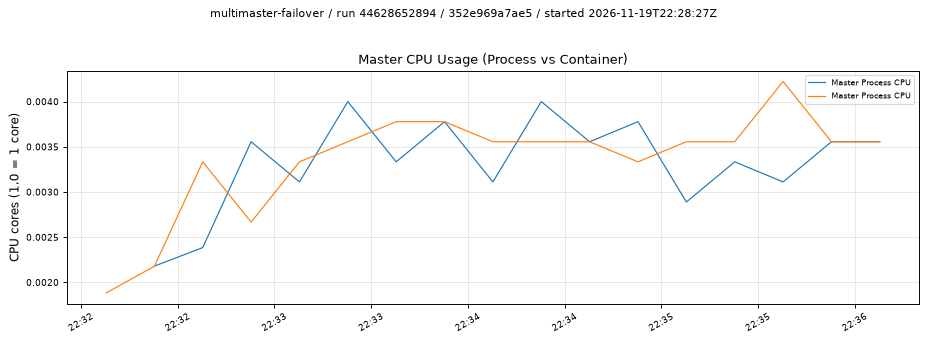 multimaster-failover / run 44628652894 / 352e969a7ae5 / started 2026-11-19T22:28:27Z
Master CPU Usage (Process vs Container)
CPU cores (1.0 = 1 core)
0.0040
0.0035
0.0030
0.0025
0.0020
Master Process CPU
Master Process CPU
22:32
22:32
22:33
22:33
22:34
22:34
22:35
22:35
22:36